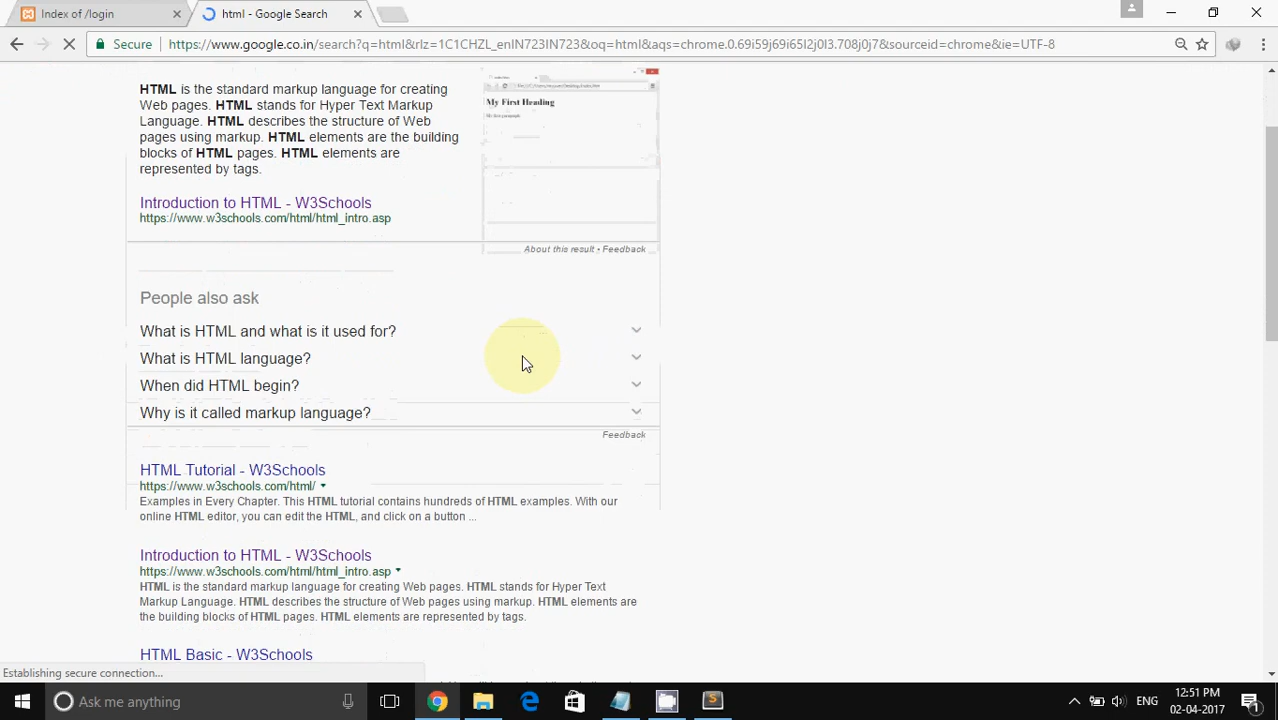 Index of /login
html - Google Search
Secure
https://www.google.co.in/search?q=html&rlz=1C1CHZL_enIN723IN723&oq=html&aqs=chrome.0.69i59j69i65l2j0l3.708j0j7&sourceid=chrome&ie=UTF-8
HTML is the standard markup language for creating
Web pages. HTML stands for Hyper Text Markup
Language. HTML describes the structure of Web
pages using markup. HTML elements are the building
blocks of HTML pages. HTML elements are
represented by tags.
My First Heading
My first paragraph
Introduction to HTML - W3Schools
https://www.w3schools.com/html/html_intro.asp
About this result • Feedback
People also ask
What is HTML and what is it used for?
What is HTML language?
When did HTML begin?
Why is it called markup language?
Feedback
HTML Tutorial - W3Schools
https://www.w3schools.com/html/
Examples in Every Chapter. This HTML tutorial contains hundreds of HTML examples. With our
online HTML editor, you can edit the HTML, and click on a button ...
Introduction to HTML - W3Schools
https://www.w3schools.com/html/html_intro.asp
HTML is the standard markup language for creating Web pages. HTML stands for Hyper Text
Markup Language. HTML describes the structure of Web pages using markup. HTML elements are
the building blocks of HTML pages. HTML elements are represented by tags.
HTML Basic - W3Schools
Establishing secure connection...
Ask me anything
ENG
12:51 PM
02-04-2017